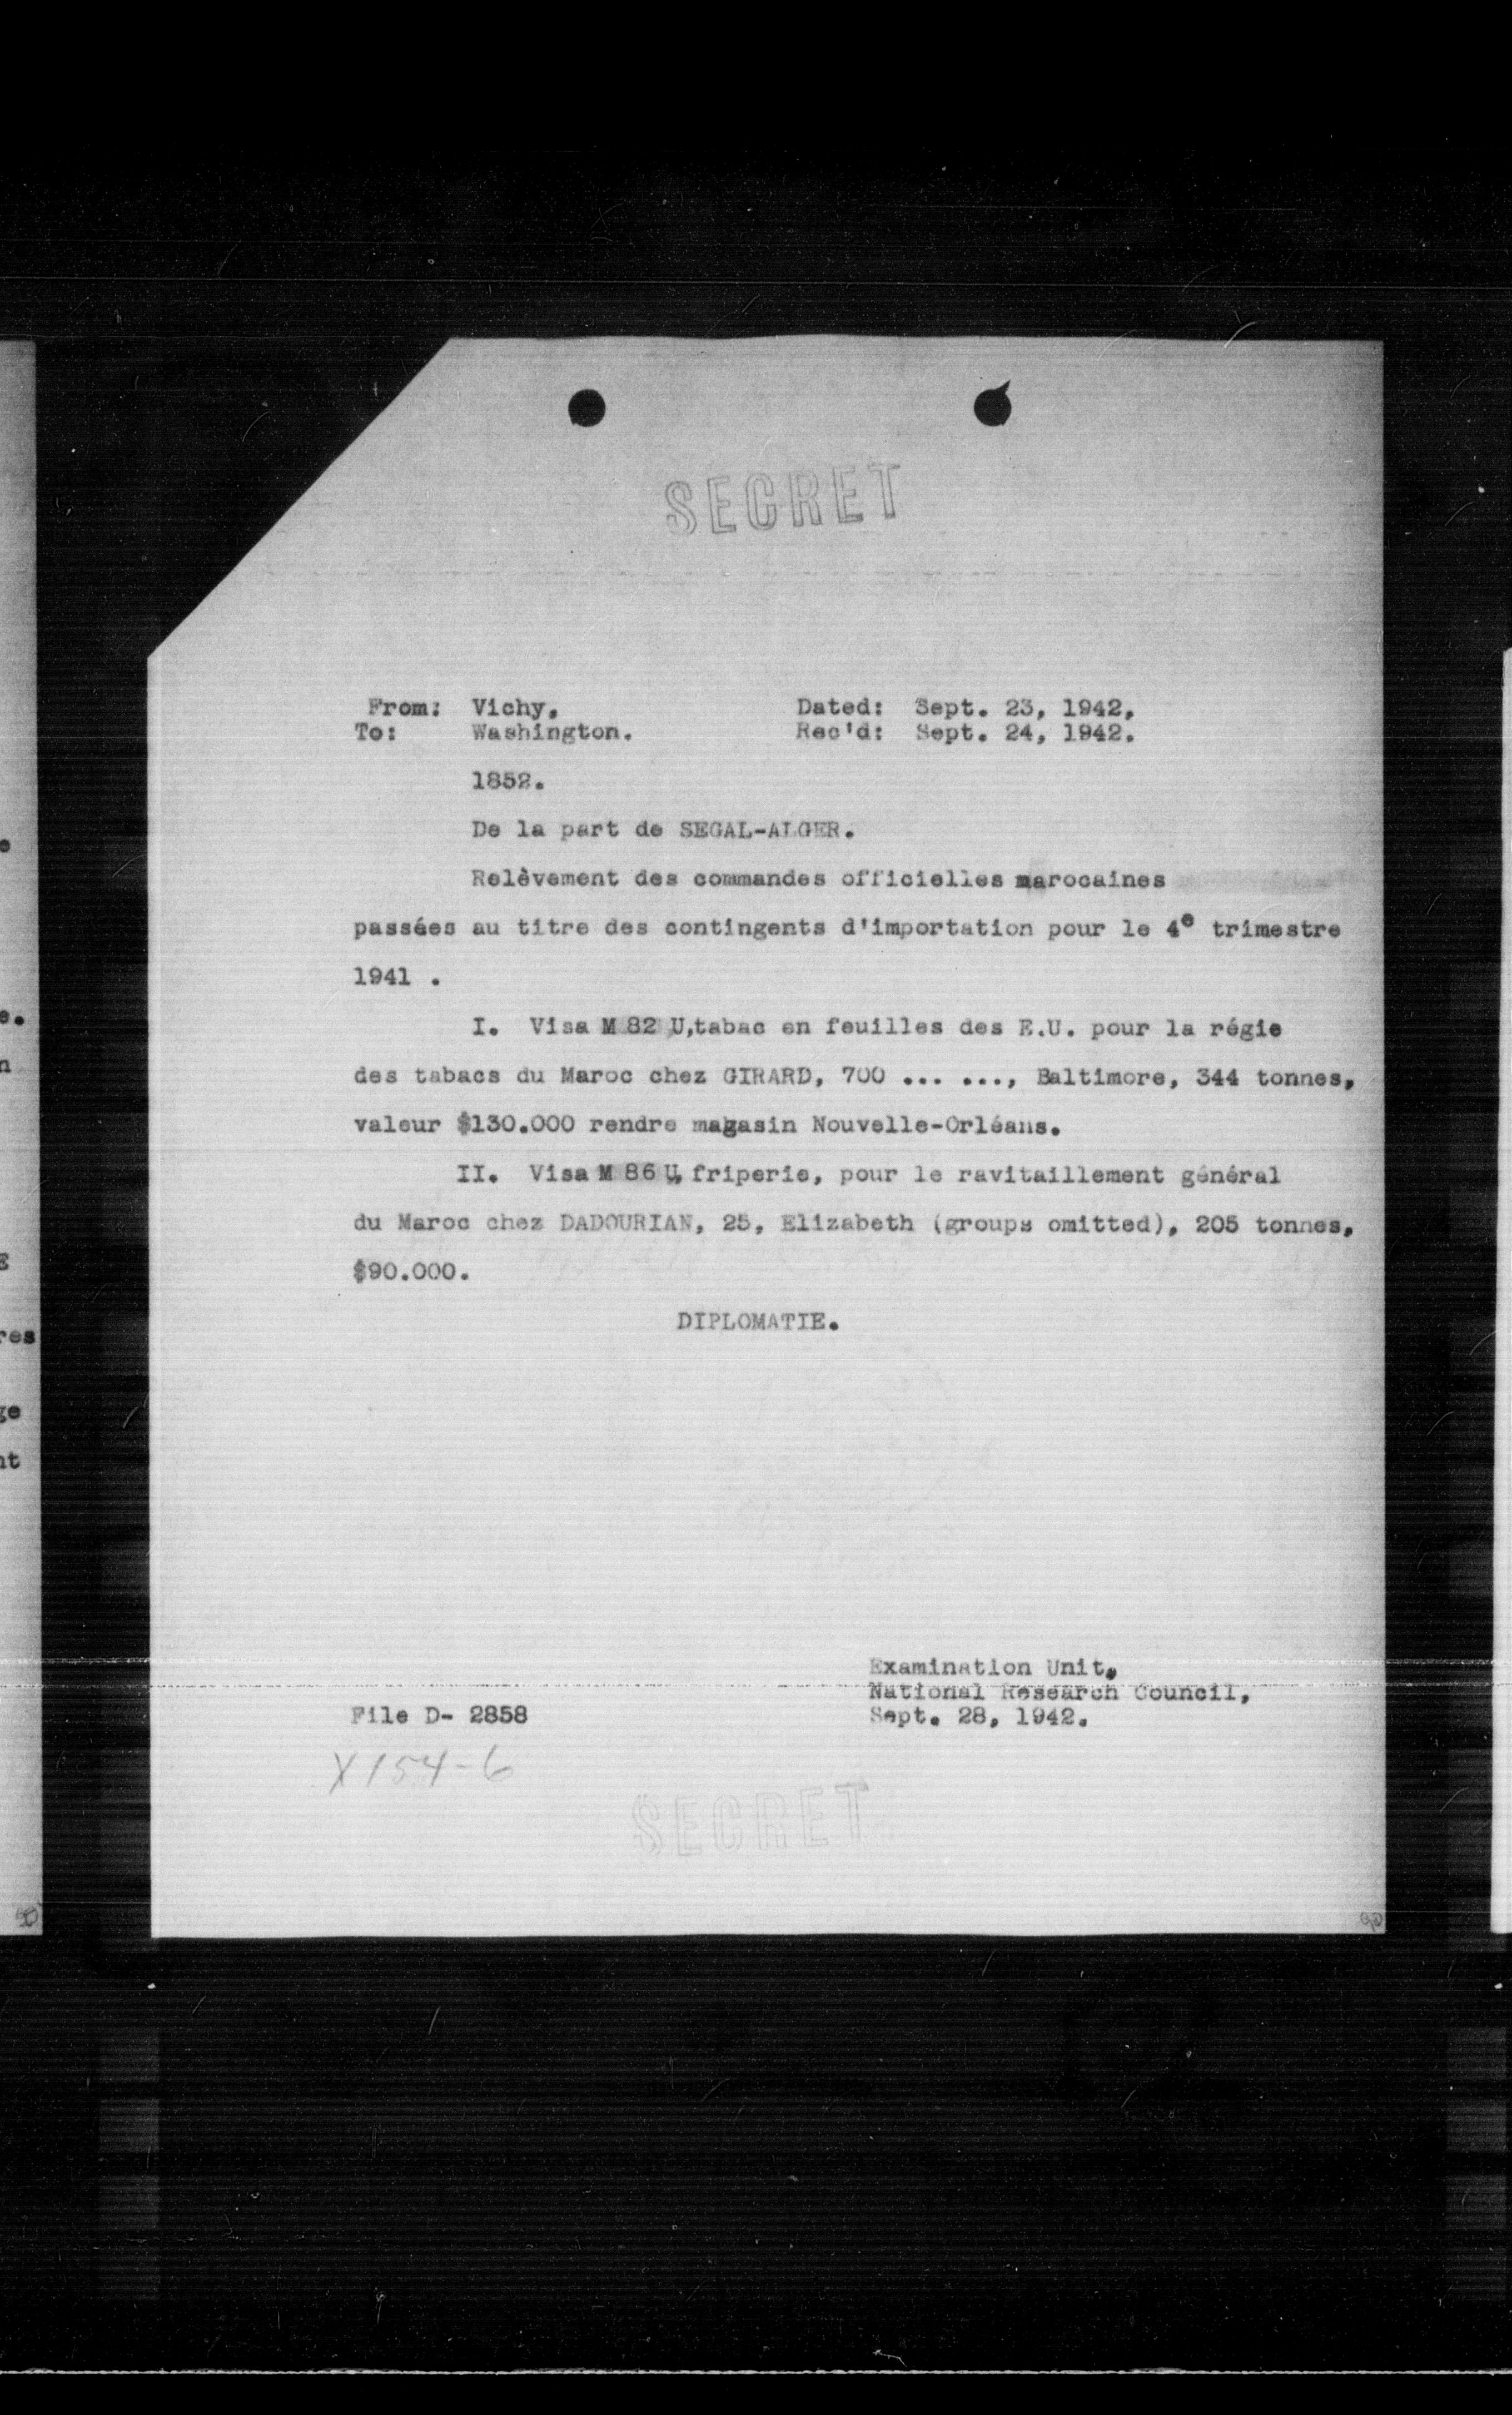 SECRET
From: Vichy. Dated: Sept. 23, 1942.
To: Washington. Rec'd: Sept. 24, 1942.
1852.
De la part de SEGAL-ALGER.
Relèvement des commandes officielles marocaines
passées au titre des contingents d'importation pour le 4e trimestre
1941 .
I. Visa M 82 U,tabac en feuilles des E.U. pour la régie
des tabacs du Maroc chez GIRARD, 700 ... ..., Baltimore, 344 tonnes,
valeur $130.000 rendre magasin Nouvelle-Orléans.
II. Visa M 86 U, friperie, pour le ravitaillement général
du Maroc chez DADOURIAN, 25, Elizabeth (groups omitted), 205 tonnes,
$90.000.
DIPLOMATIE.
Examination Unit,
National Research Council,
File D- 2858 Sept. 28, 1942.
X154-6
SECRET